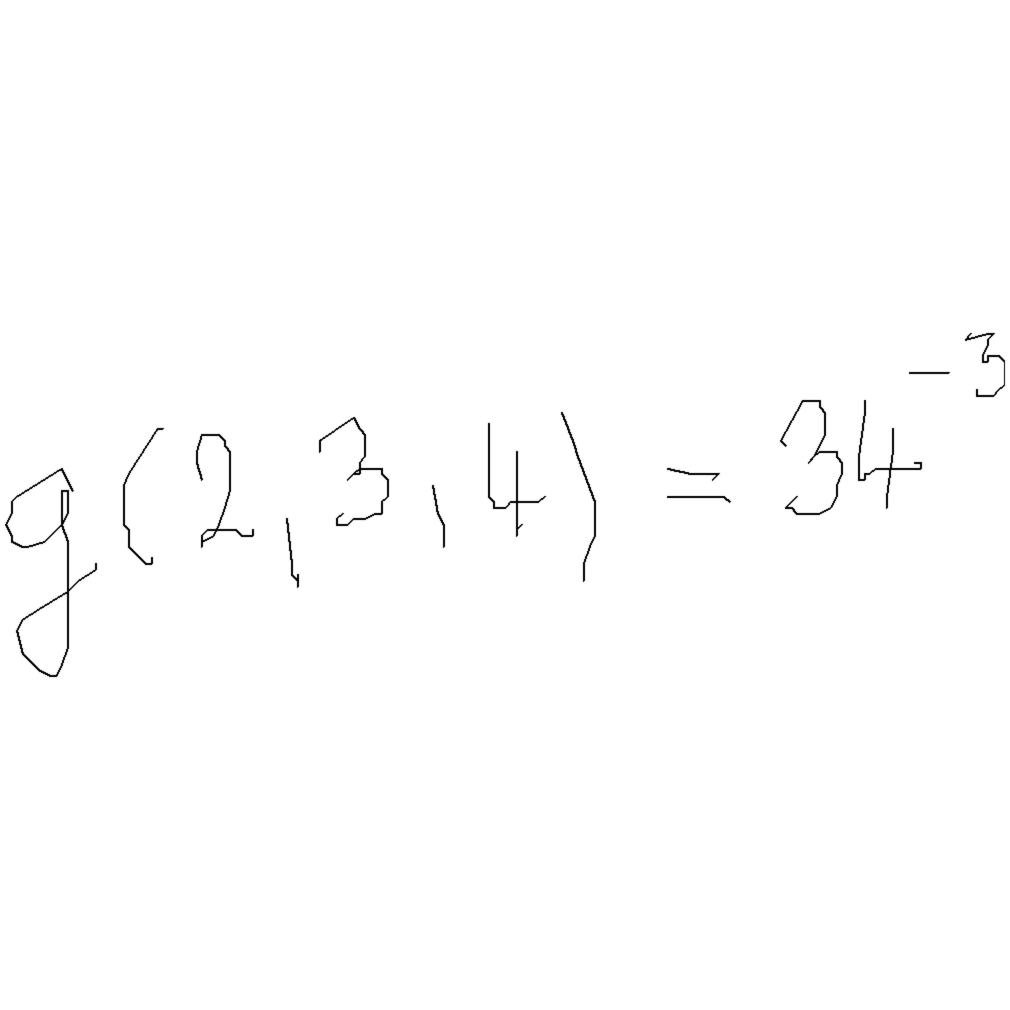 g(2,3,4) = 34^{-3}